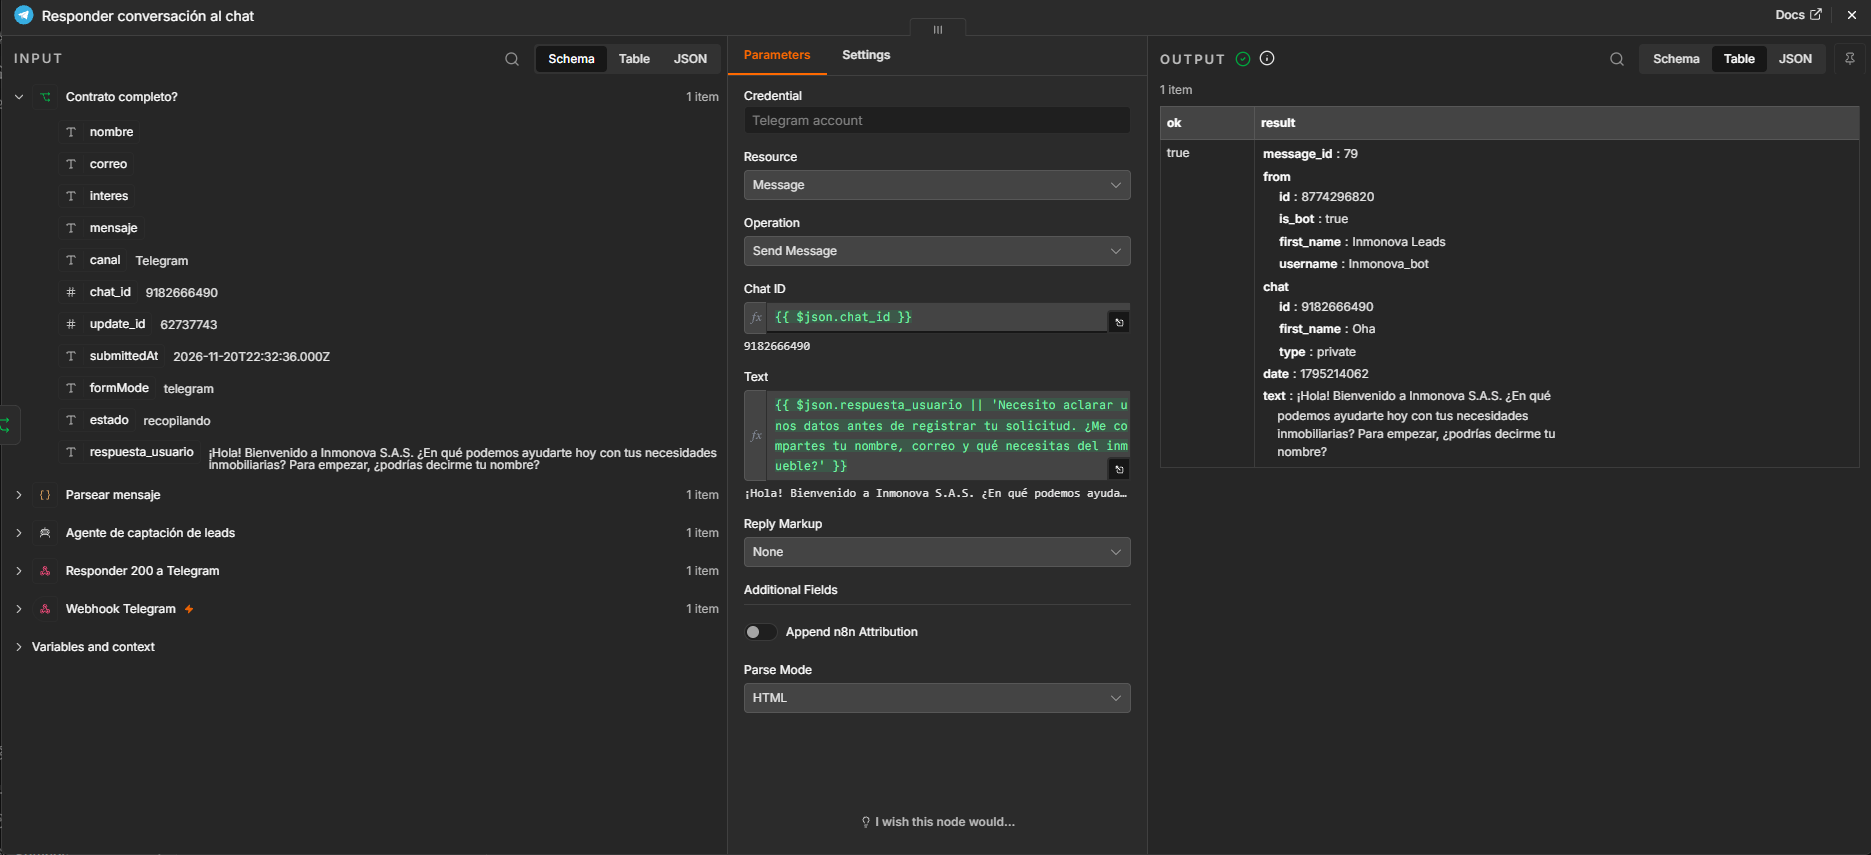 Responder conversación al chat
Docs
INPUT
Schema
Table
JSON
Contrato completo?
1 item
T nombre
T correo
T interes
T mensaje
T canal Telegram
# chat_id 9182666490
# update_id 62737743
T submittedAt 2026-11-20T22:32:36.000Z
T formMode telegram
T estado recopilando
T respuesta_usuario ¡Hola! Bienvenido a Inmonova S.A.S. ¿En qué podemos ayudarte hoy con tus necesidades
inmobiliarias? Para empezar, ¿podrías decirme tu nombre?
Parsear mensaje
1 item
Agente de captación de leads
1 item
Responder 200 a Telegram
1 item
Webhook Telegram
1 item
Variables and context
Parameters
Settings
Credential
Telegram account
Resource
Message
Operation
Send Message
Chat ID
fx {{ $json.chat_id }}
9182666490
Text
fx
{{ $json.respuesta_usuario || 'Necesito aclarar u
nos datos antes de registrar tu solicitud. ¿Me co
mpartes tu nombre, correo y qué necesitas del inm
ueble?' }}
¡Hola! Bienvenido a Inmonova S.A.S. ¿En qué podemos ayuda…
Reply Markup
None
Additional Fields
Append n8n Attribution
Parse Mode
HTML
I wish this node would...
OUTPUT
Schema
Table
JSON
1 item
ok
result
true
message_id : 79
from
id : 8774296820
is_bot : true
first_name : Inmonova Leads
username : Inmonova_bot
chat
id : 9182666490
first_name : Oha
type : private
date : 1795214062
text : ¡Hola! Bienvenido a Inmonova S.A.S. ¿En qué
podemos ayudarte hoy con tus necesidades
inmobiliarias? Para empezar, ¿podrías decirme tu
nombre?